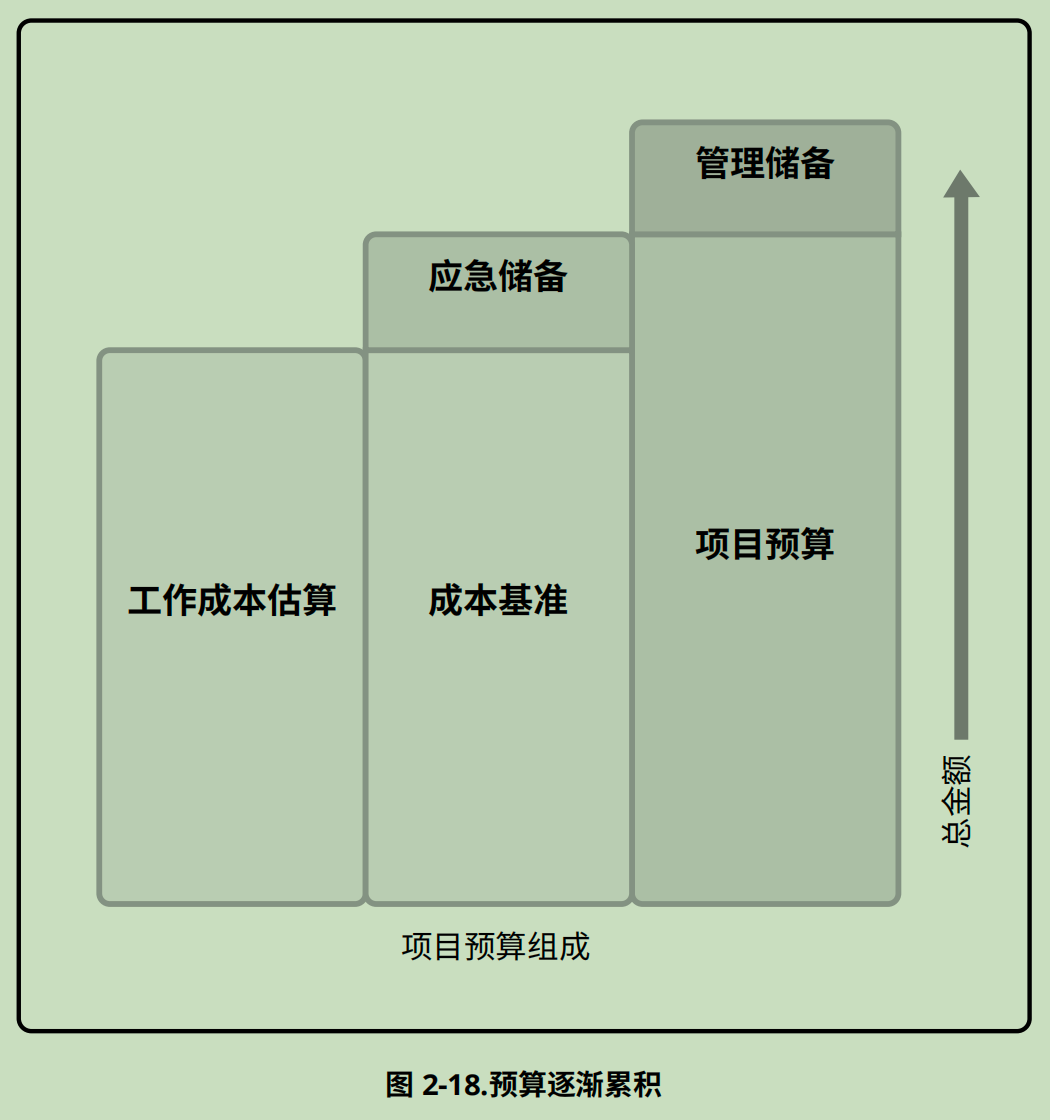 管理储备
应急储备
项目预算
工作成本估算
成本基准
总金额
项目预算组成
图 2-18.预算逐渐累积